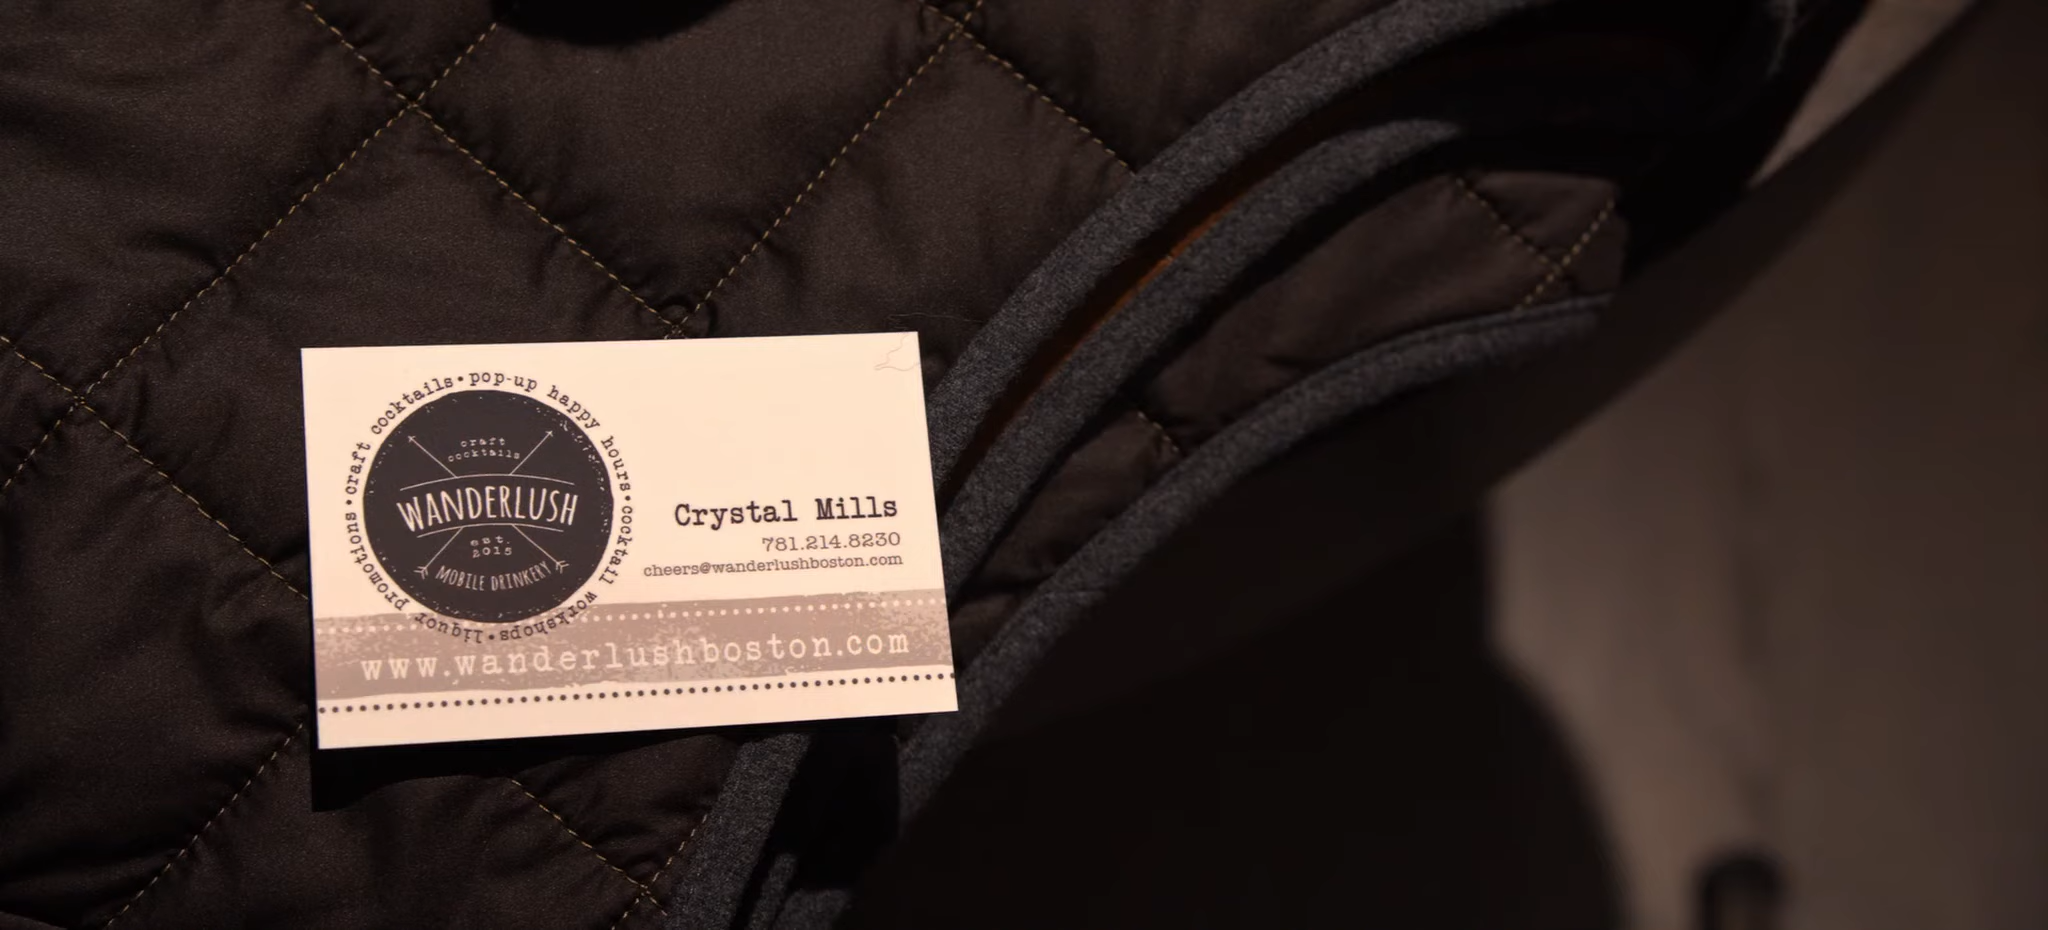 craft cocktails • pop-up happy hours • cocktail workshops • liquor promotions •
craft
cocktails
WANDERLUSH
est.
2015
MOBILE DRINKERY
Crystal Mills
781.214.8230
cheers@wanderlushboston.com
www.wanderlushboston.com